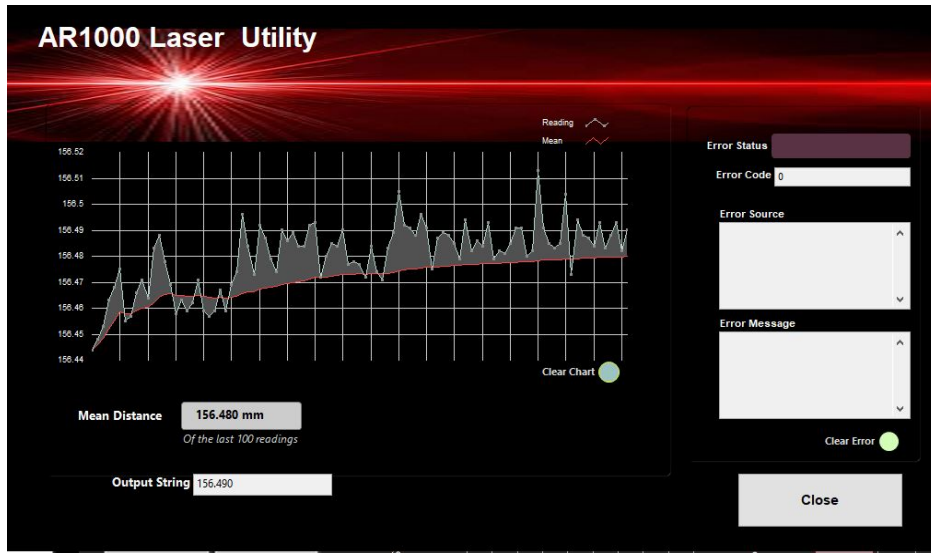 AR1000 Laser Utility
Reading
Mean
156.52
156.51
156.5
156.49
156.48
156.47
156.46
156.45
156.44
Clear Chart
Mean Distance 156.480 mm
Of the last 100 readings
Output String 156.490
Error Status
Error Code 0
Error Source
Error Message
Clear Error
Close